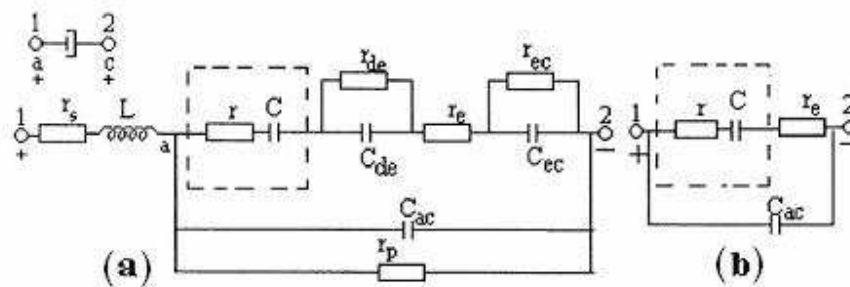 1 2
a c
+ +
r_de r_ec
1 r_s L r C r_e 2 1 r C r_e 2
+ a C_de C_ec − + −
C_ac C_ac
r_p
(a) (b)